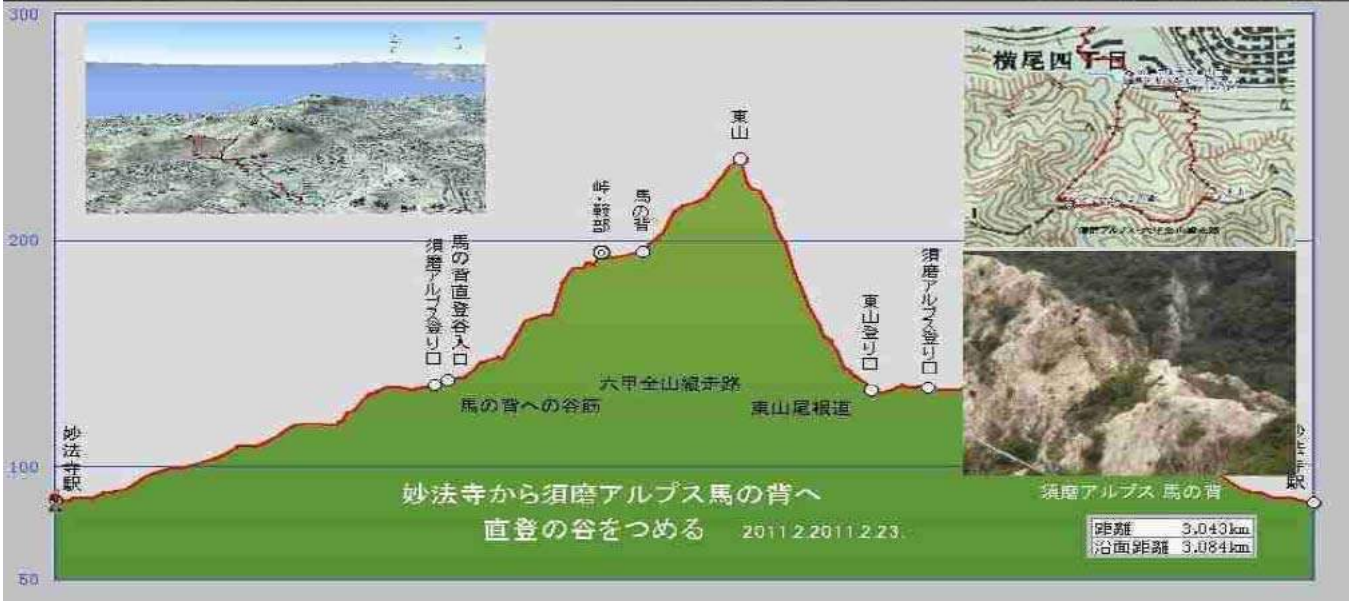 300
200
100
50
横尾四丁目
東山
峠・鞍部
馬の背
須磨アルプス登り口
馬の背直登谷入口
東山登り口
須磨アルプス登り口
六甲全山縦走路
馬の背への谷筋
東山尾根道
妙法寺駅
須磨アルプス 馬の背
妙法寺から須磨アルプス馬の背へ
直登の谷をつめる 2011.2.2011.2.23.
距離 3.043km
沿面距離 3.084km